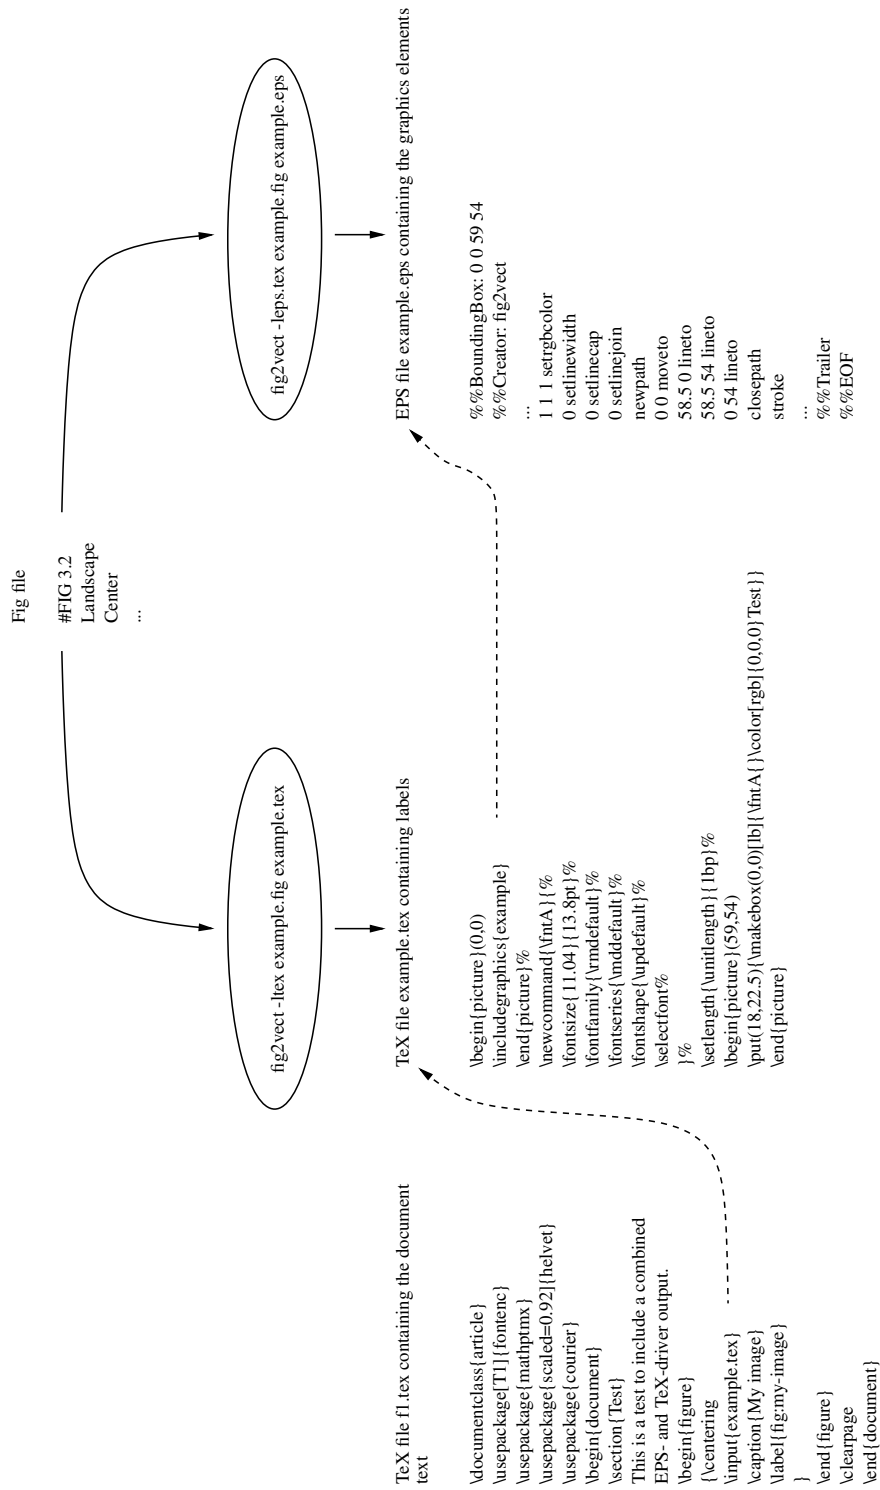 Fig file
#FIG 3.2
Landscape
Center
...
fig2vect -ltex example.fig example.tex
fig2vect -leps.tex example.fig example.eps
TeX file f1.tex containing the document
text
\documentclass{article}
\usepackage[T1]{fontenc}
\usepackage{mathptmx}
\usepackage[scaled=0.92]{helvet}
\usepackage{courier}
\begin{document}
\section{Test}
This is a test to include a combined
EPS- and TeX-driver output.
\begin{figure}
{\centering
\input{example.tex}
\caption{My image}
\label{fig:my-image}
}
\end{figure}
\clearpage
\end{document}
TeX file example.tex containing labels
\begin{picture}(0,0)
\includegraphics{example}
\end{picture}%
\newcommand{\fntA}{%
\fontsize{11.04}{13.8pt}%
\fontfamily{\rmdefault}%
\fontseries{\mddefault}%
\fontshape{\updefault}%
\selectfont%
}%
\setlength{\unitlength}{1bp}%
\begin{picture}(59,54)
\put(18,22.5){\makebox(0,0)[lb]{\fntA{}\color[rgb]{0,0,0}Test}}
\end{picture}
EPS file example.eps containing the graphics elements
%%BoundingBox: 0 0 59 54
%%Creator: fig2vect
...
1 1 1 setrgbcolor
0 setlinewidth
0 setlinecap
0 setlinejoin
newpath
0 0 moveto
58.5 0 lineto
58.5 54 lineto
0 54 lineto
closepath
stroke
...
%%Trailer
%%EOF